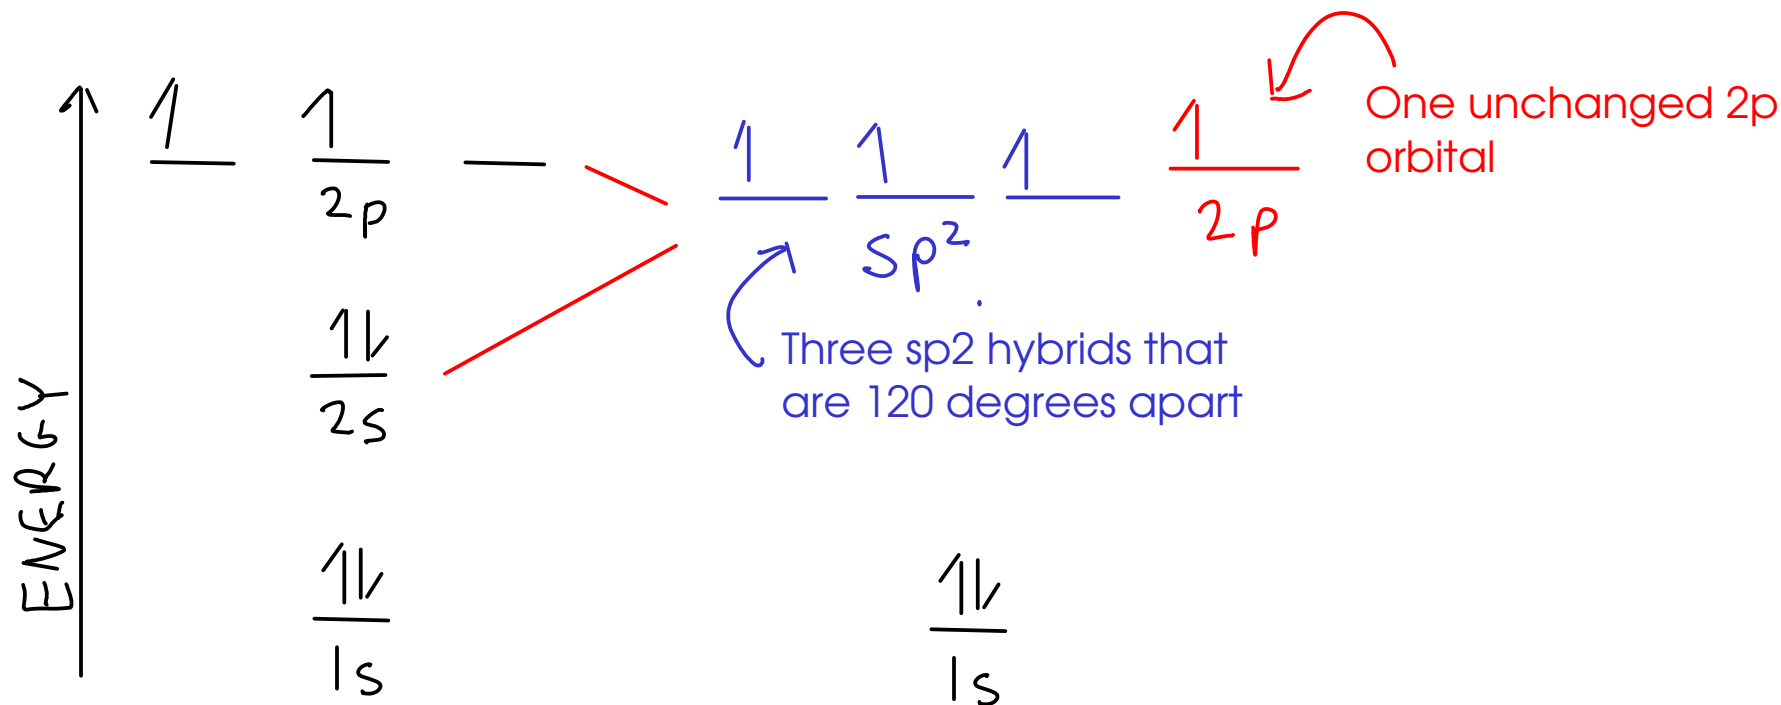 One unchanged 2p
orbital
2p
2p
sp²
2s
Three sp2 hybrids that
are 120 degrees apart
ENERGY
1s
1s